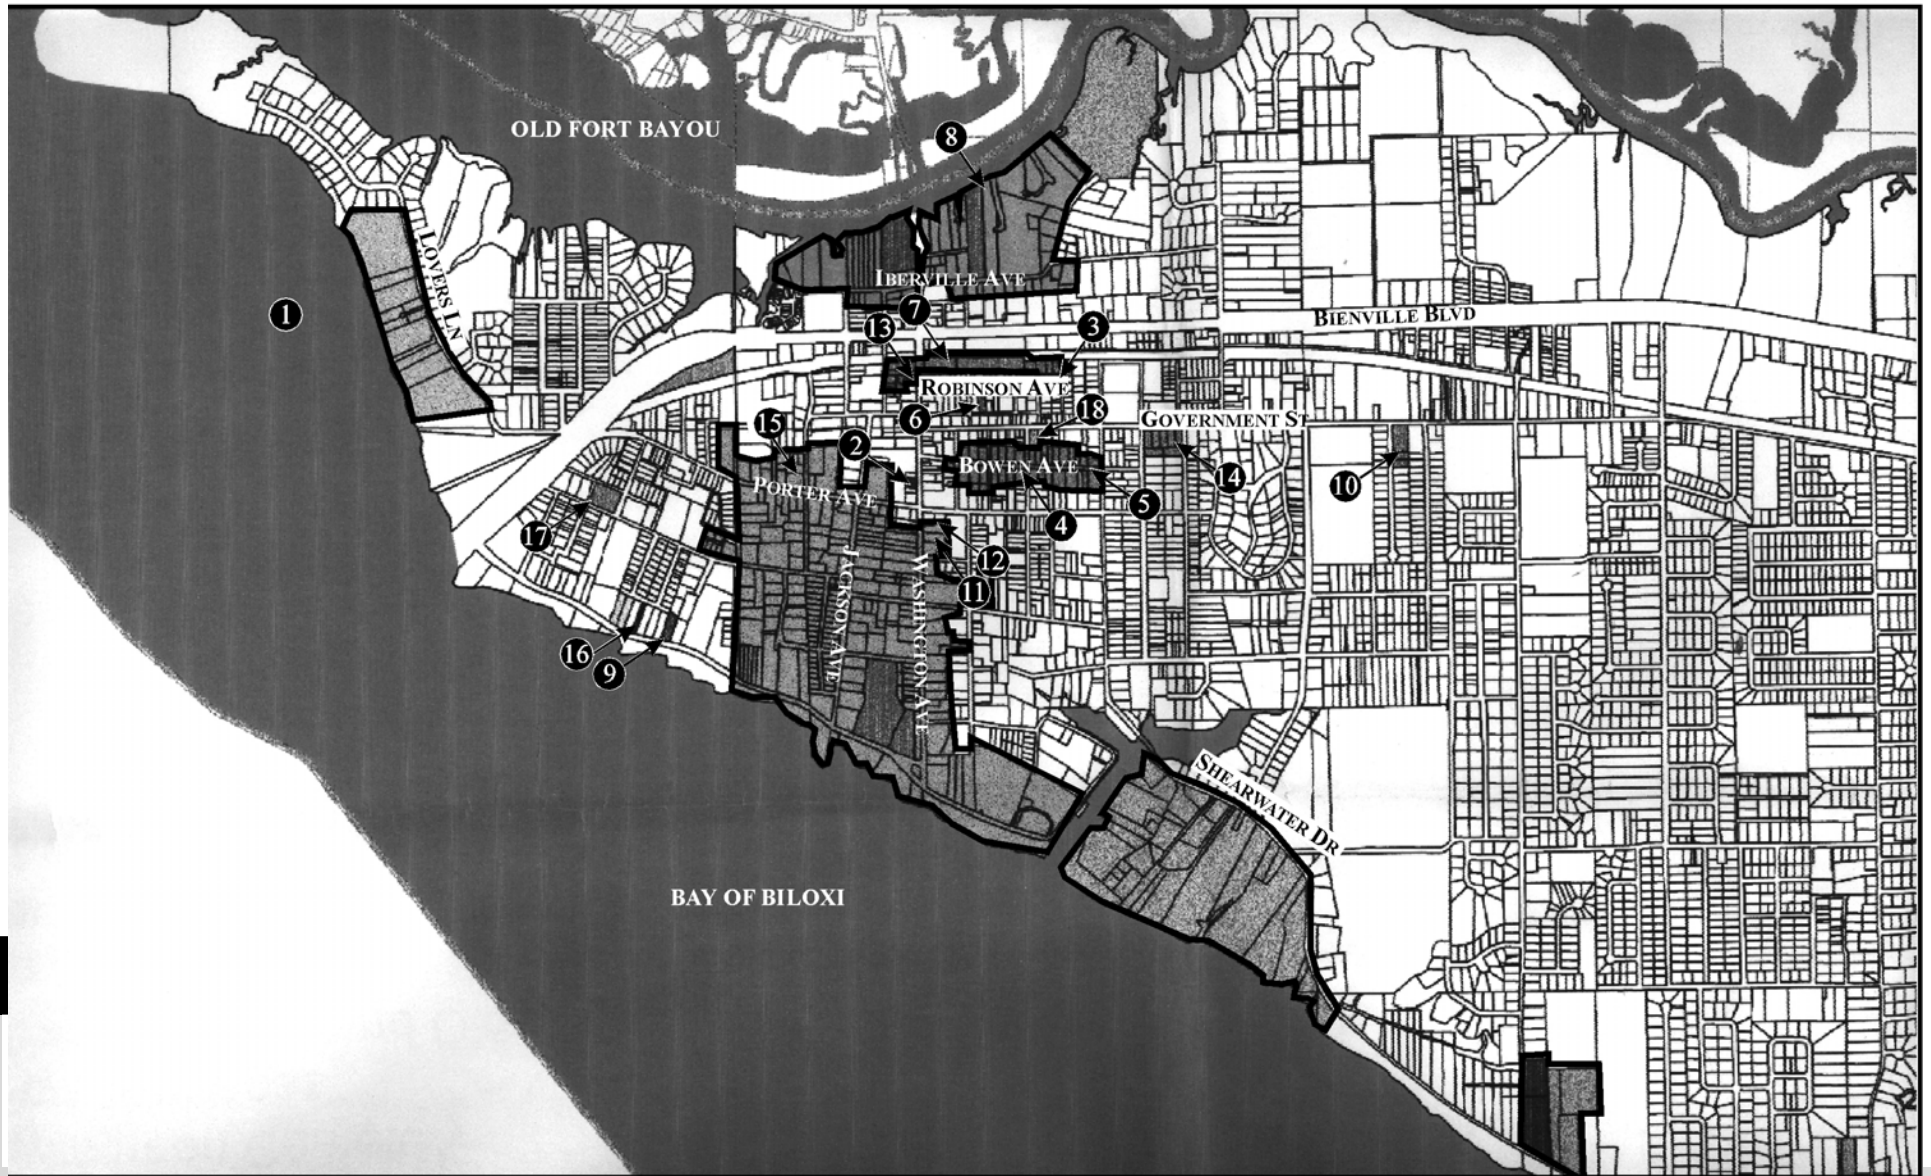 OLD FORT BAYOU
8
LOVERS LN
IBERVILLE AVE
1
7
13
3
BIENVILLE BLVD
ROBINSON AVE
6
18
GOVERNMENT ST
15
2
BOWEN AVE
14
10
PORTER AVE
5
4
17
12
11
JACKSON AVE
WASHINGTON AVE
16
9
SHEARWATER DR
BAY OF BILOXI